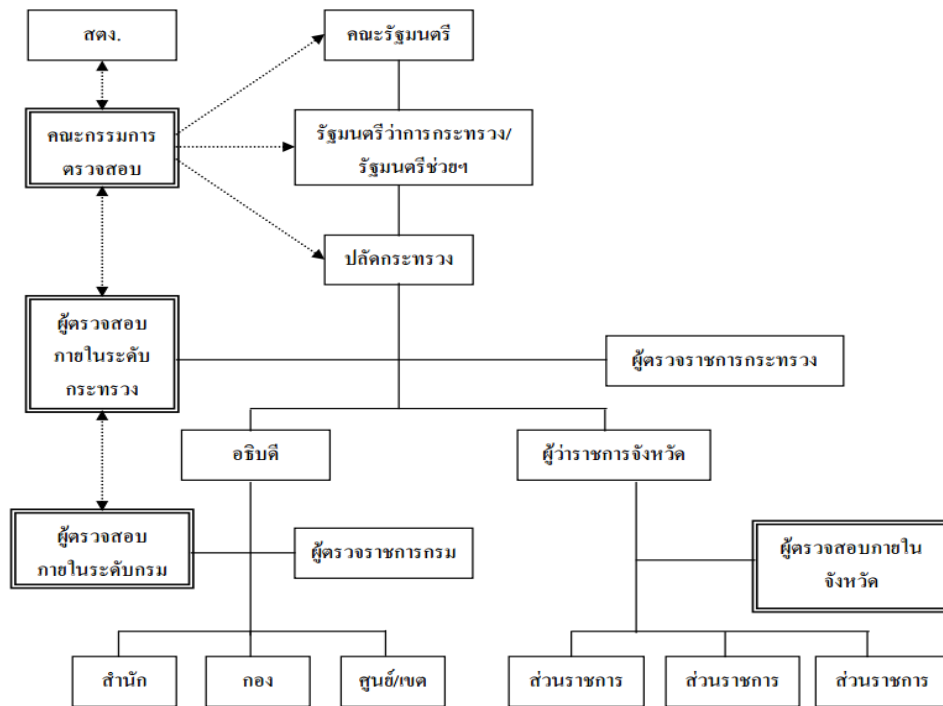 สตง.
คณะรัฐมนตรี
คณะกรรมการ
ตรวจสอบ
รัฐมนตรีว่าการกระทรวง/
รัฐมนตรีช่วยฯ
ปลัดกระทรวง
ผู้ตรวจสอบ
ภายในระดับ
กระทรวง
ผู้ตรวจราชการกระทรวง
อธิบดี
ผู้ว่าราชการจังหวัด
ผู้ตรวจสอบ
ภายในระดับกรม
ผู้ตรวจราชการกรม
ผู้ตรวจสอบภายใน
จังหวัด
สำนัก
กอง
ศูนย์/เขต
ส่วนราชการ
ส่วนราชการ
ส่วนราชการ